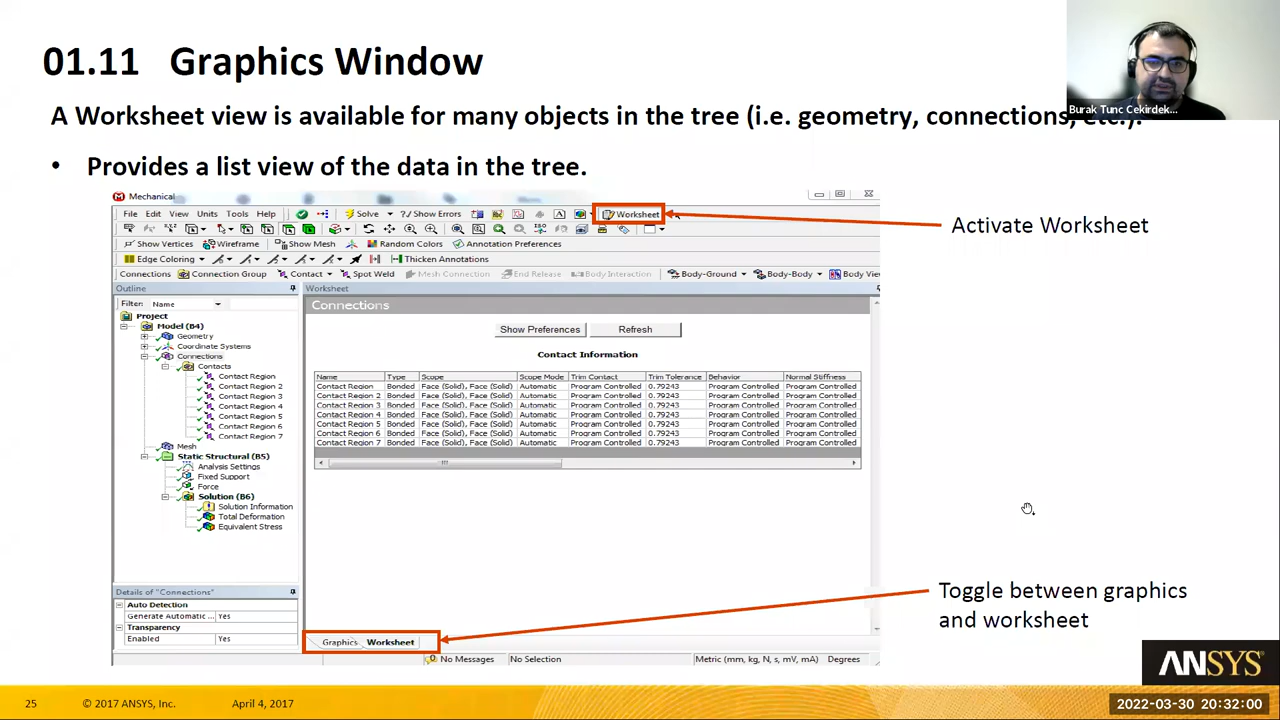 01.11 Graphics Window
Burak Tunc Cekirdek...
A Worksheet view is available for many objects in the tree (i.e. geometry, connections, etc.).
• Provides a list view of the data in the tree.
Mechanical
File Edit View Units Tools Help Solve Show Errors Worksheet
Show Vertices Wireframe Show Mesh Random Colors Annotation Preferences
Edge Coloring Thicken Annotations
Connections Connection Group Contact Spot Weld Mesh Connection End Release Body Interaction Body-Ground Body-Body Body View
Activate Worksheet
Outline
Filter: Name
Project
Model (B4)
Geometry
Coordinate Systems
Connections
Contacts
Contact Region
Contact Region 2
Contact Region 3
Contact Region 4
Contact Region 5
Contact Region 6
Contact Region 7
Mesh
Static Structural (B5)
Analysis Settings
Fixed Support
Force
Solution (B6)
Solution Information
Total Deformation
Equivalent Stress
Details of "Connections"
Auto Detection
Generate Automatic ... Yes
Transparency
Enabled Yes
Worksheet
Connections
Show Preferences Refresh
Contact Information
Name Type Scope Scope Mode Trim Contact Trim Tolerance Behavior Normal Stiffness
Contact Region Bonded Face (Solid), Face (Solid) Automatic Program Controlled 0.79243 Program Controlled Program Controlled
Contact Region 2 Bonded Face (Solid), Face (Solid) Automatic Program Controlled 0.79243 Program Controlled Program Controlled
Contact Region 3 Bonded Face (Solid), Face (Solid) Automatic Program Controlled 0.79243 Program Controlled Program Controlled
Contact Region 4 Bonded Face (Solid), Face (Solid) Automatic Program Controlled 0.79243 Program Controlled Program Controlled
Contact Region 5 Bonded Face (Solid), Face (Solid) Automatic Program Controlled 0.79243 Program Controlled Program Controlled
Contact Region 6 Bonded Face (Solid), Face (Solid) Automatic Program Controlled 0.79243 Program Controlled Program Controlled
Contact Region 7 Bonded Face (Solid), Face (Solid) Automatic Program Controlled 0.79243 Program Controlled Program Controlled
Graphics Worksheet
No Messages No Selection Metric (mm, kg, N, s, mV, mA) Degrees
Toggle between graphics
and worksheet
ANSYS
25 © 2017 ANSYS, Inc. April 4, 2017
2022-03-30 20:32:00